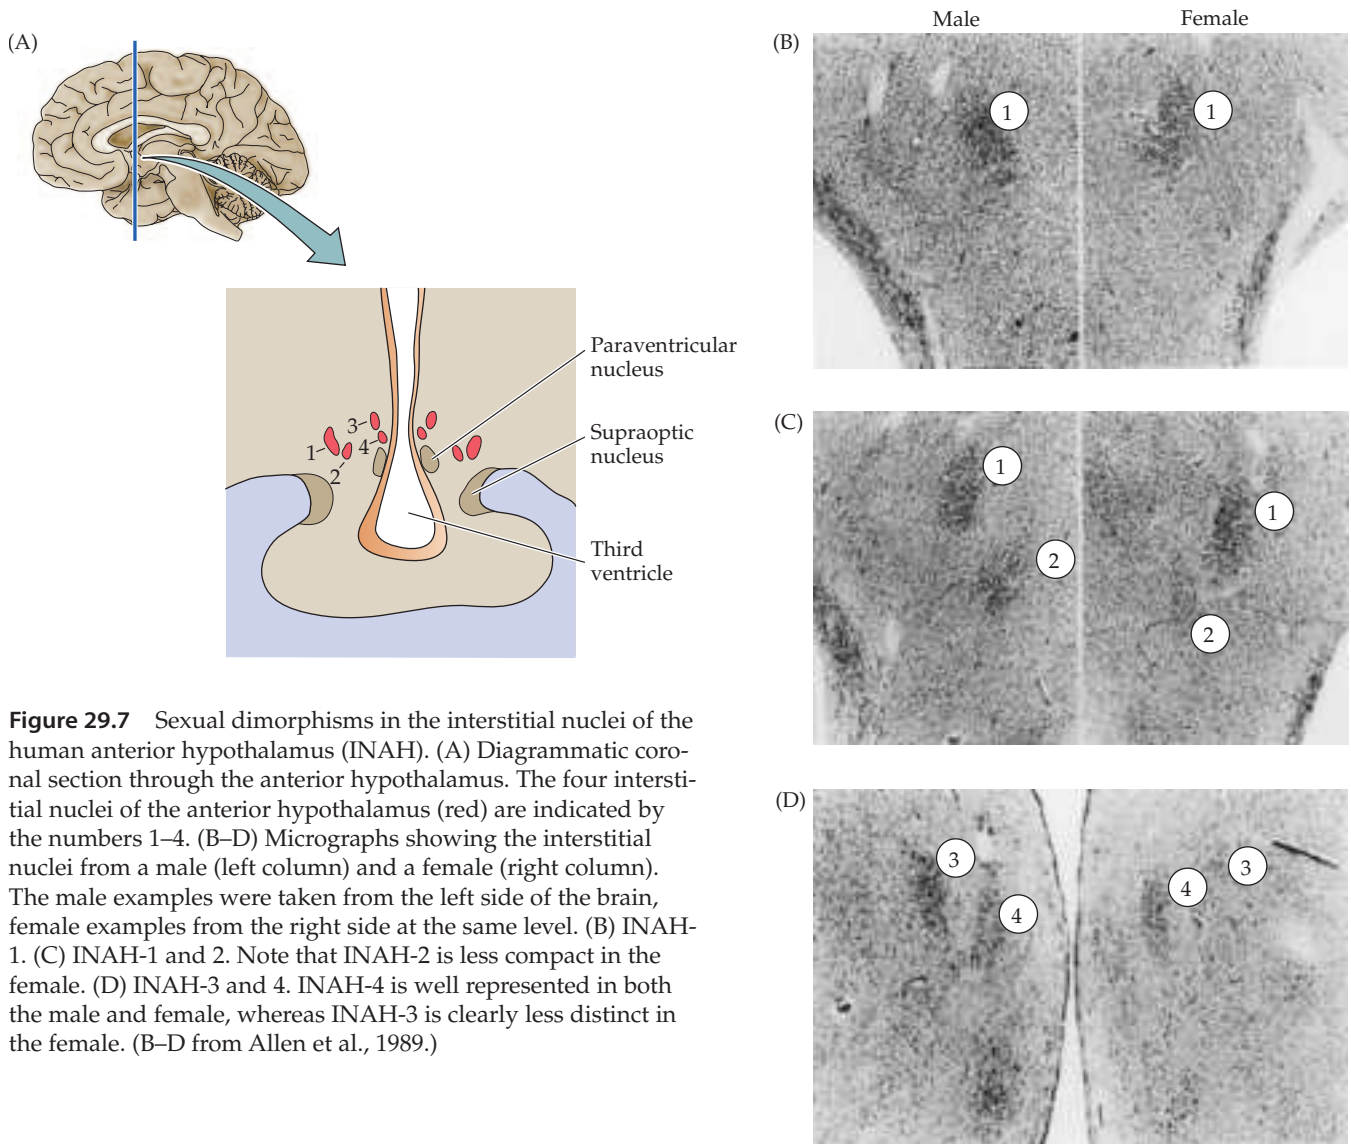 (A)
Paraventricular
nucleus
Supraoptic
nucleus
Third
ventricle
1
2
3
4
Figure 29.7 Sexual dimorphisms in the interstitial nuclei of the
human anterior hypothalamus (INAH). (A) Diagrammatic coro-
nal section through the anterior hypothalamus. The four intersti-
tial nuclei of the anterior hypothalamus (red) are indicated by
the numbers 1–4. (B–D) Micrographs showing the interstitial
nuclei from a male (left column) and a female (right column).
The male examples were taken from the left side of the brain,
female examples from the right side at the same level. (B) INAH-
1. (C) INAH-1 and 2. Note that INAH-2 is less compact in the
female. (D) INAH-3 and 4. INAH-4 is well represented in both
the male and female, whereas INAH-3 is clearly less distinct in
the female. (B–D from Allen et al., 1989.)
Male Female
(B)
1 1
(C)
1
1
2
2
(D)
3 3
4
4